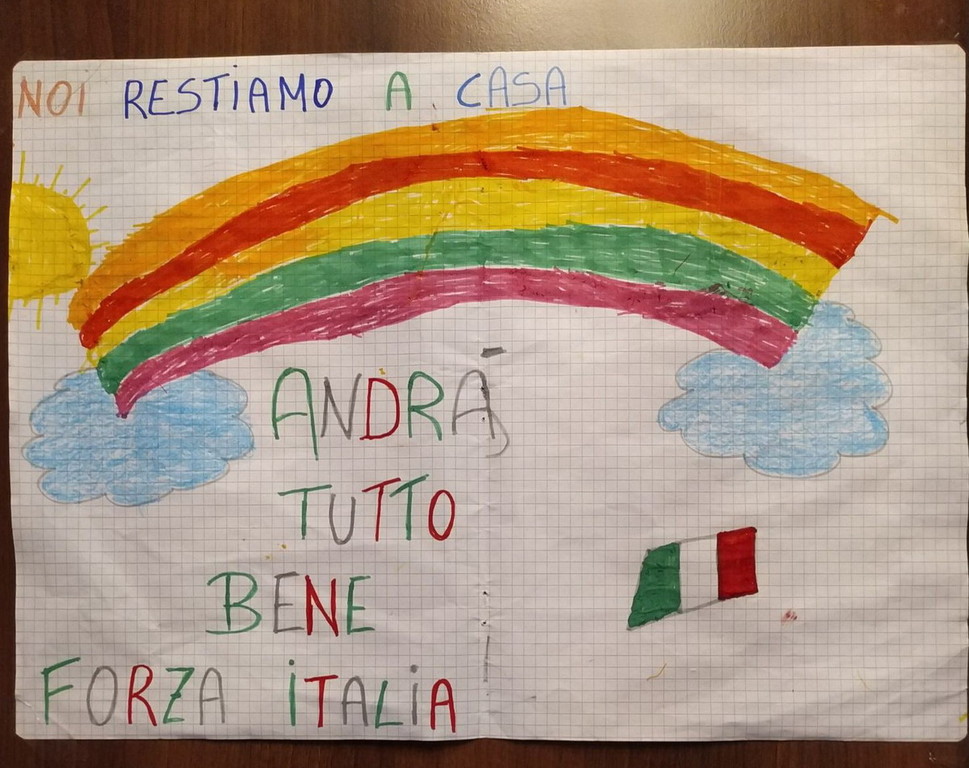 NOi RESTiAMO A CASA
ANDRÀ
TUTTO
BENE
FORZA iTALiA